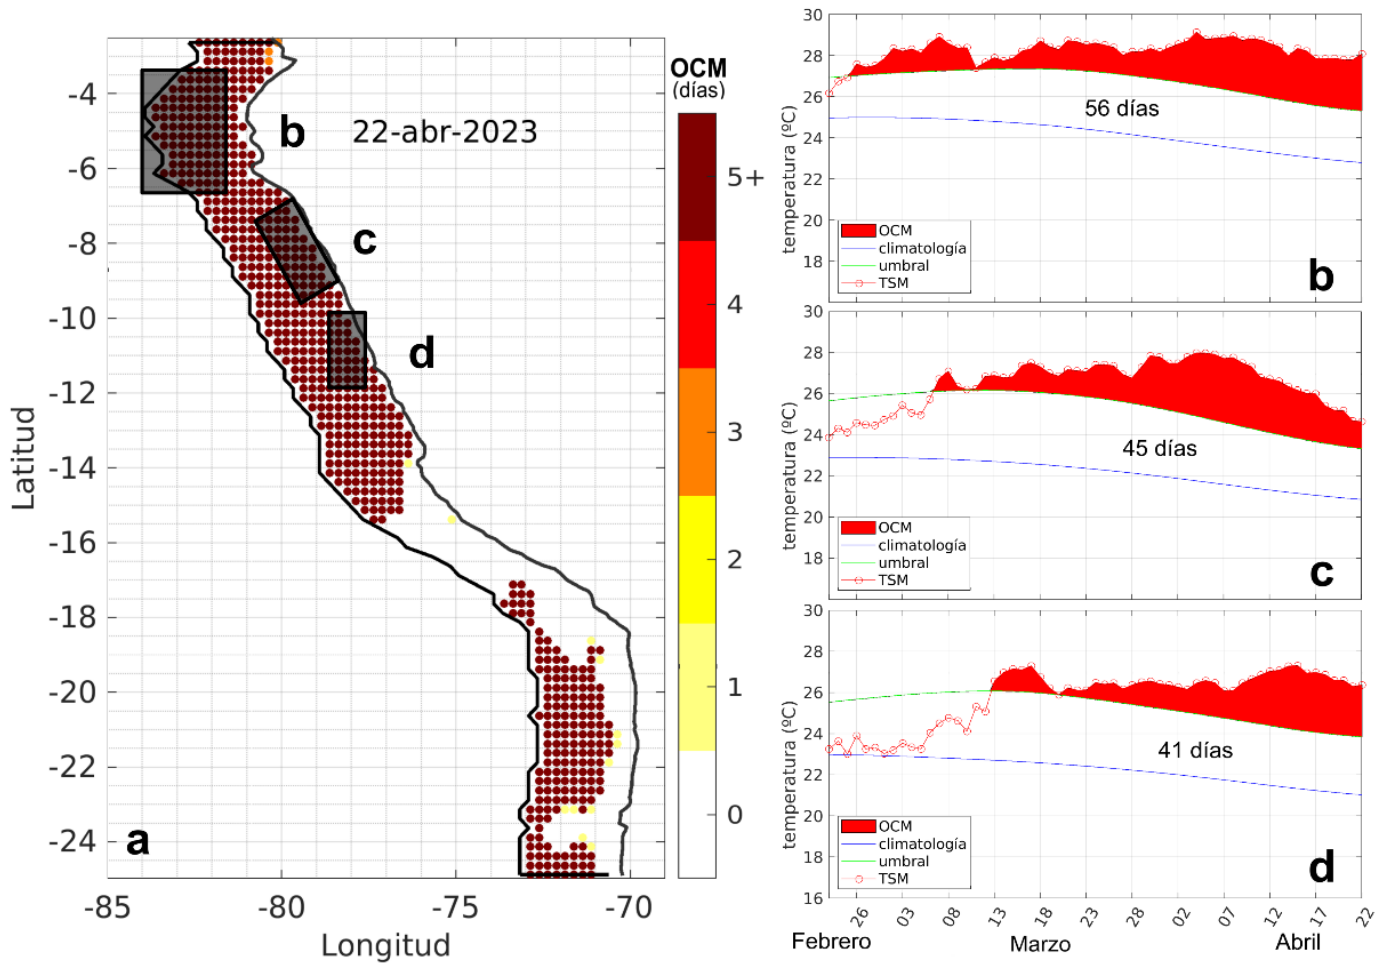 OCM
(días)
22-abr-2023
b
c
d
a
5+
4
3
2
1
0
-4
-6
-8
-10
-12
-14
-16
-18
-20
-22
-24
Latitud
-85
-80
-75
-70
Longitud
30
28
26
24
22
20
18
temperatura (ºC)
56 días
OCM
climatología
umbral
TSM
b
30
28
26
24
22
20
18
temperatura (ºC)
45 días
OCM
climatología
umbral
TSM
c
30
28
26
24
22
20
18
16
temperatura (ºC)
41 días
OCM
climatología
umbral
TSM
d
26
03
08
13
18
23
28
02
07
12
17
22
Febrero
Marzo
Abril